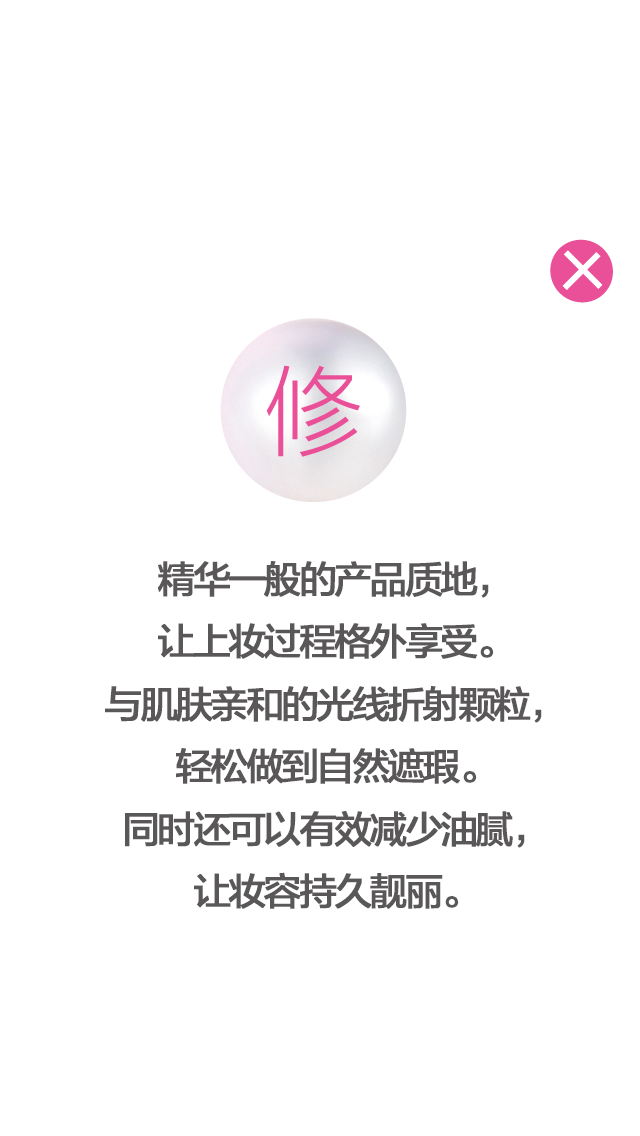 修
精华一般的产品质地，
让上妆过程格外享受。
与肌肤亲和的光线折射颗粒，
轻松做到自然遮瑕。
同时还可以有效减少油腻，
让妆容持久靓丽。